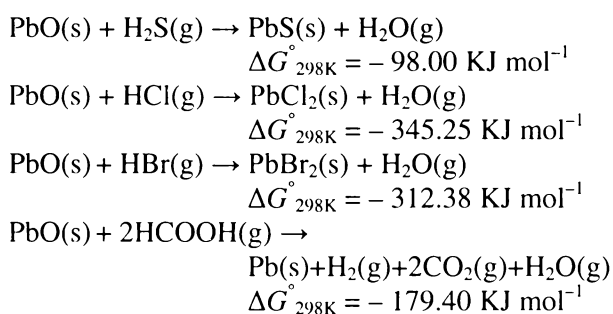 PbO(s) + H₂S(g) → PbS(s) + H₂O(g)
ΔG°₂₉₈K = – 98.00 KJ mol⁻¹
PbO(s) + HCl(g) → PbCl₂(s) + H₂O(g)
ΔG°₂₉₈K = – 345.25 KJ mol⁻¹
PbO(s) + HBr(g) → PbBr₂(s) + H₂O(g)
ΔG°₂₉₈K = – 312.38 KJ mol⁻¹
PbO(s) + 2HCOOH(g) →
Pb(s)+H₂(g)+2CO₂(g)+H₂O(g)
ΔG°₂₉₈K = – 179.40 KJ mol⁻¹